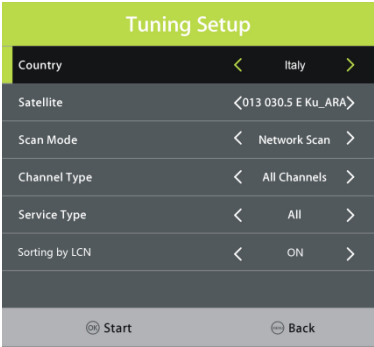 Tuning Setup
Country < Italy >
Satellite <013 030.5 E Ku_ARA>
Scan Mode < Network Scan >
Channel Type < All Channels >
Service Type < All >
Sorting by LCN < ON >
OK Start Back